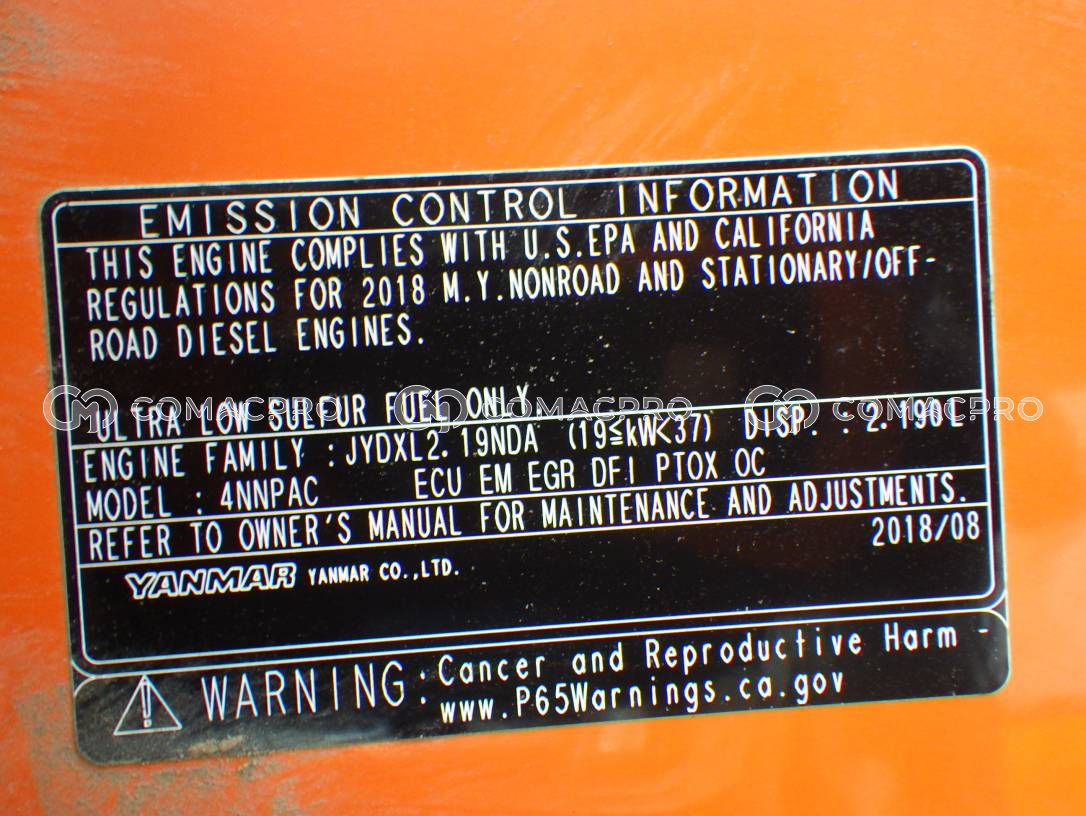 EMISSION CONTROL INFORMATION
THIS ENGINE COMPLIES WITH U.S.EPA AND CALIFORNIA
REGULATIONS FOR 2018 M.Y.NONROAD AND STATIONARY/OFF-
ROAD DIESEL ENGINES.
ULTRA LOW SULFUR FUEL ONLY.
COMACPRO COMACPRO COMACPRO
ENGINE FAMILY : JYDXL2.19NDA (19≦kW<37) DISP. : 2.190L
MODEL : 4NNPAC ECU EM EGR DFI PTOX OC
REFER TO OWNER'S MANUAL FOR MAINTENANCE AND ADJUSTMENTS.
2018/08
YANMAR YANMAR CO.,LTD.
WARNING: Cancer and Reproductive Harm -
www.P65Warnings.ca.gov